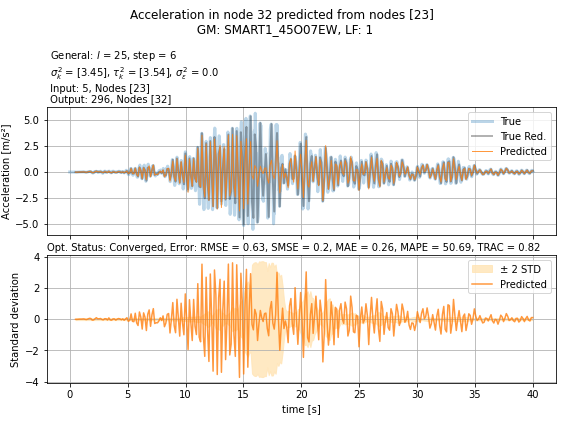 Acceleration in node 32 predicted from nodes [23]
GM: SMART1_45O07EW, LF: 1
General: l = 25, step = 6
σ²ₖ = [3.45], τ²ₖ = [3.54], σ²ε = 0.0
Input: 5, Nodes [23]
Output: 296, Nodes [32]
5.0
2.5
0.0
−2.5
−5.0
Acceleration [m/s²]
True
True Red.
Predicted
Opt. Status: Converged, Error: RMSE = 0.63, SMSE = 0.2, MAE = 0.26, MAPE = 50.69, TRAC = 0.82
4
2
0
−2
−4
Standard deviation
± 2 STD
Predicted
0 5 10 15 20 25 30 35 40
time [s]